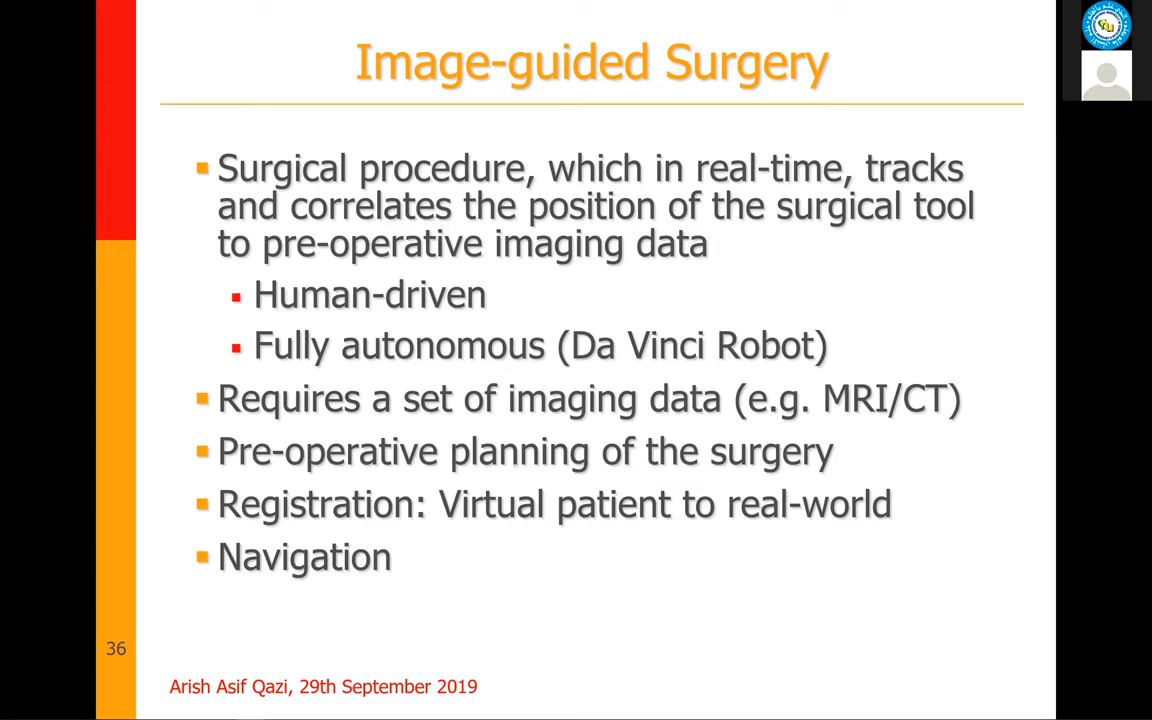 Image-guided Surgery
Surgical procedure, which in real-time, tracks
and correlates the position of the surgical tool
to pre-operative imaging data
Human-driven
Fully autonomous (Da Vinci Robot)
Requires a set of imaging data (e.g. MRI/CT)
Pre-operative planning of the surgery
Registration: Virtual patient to real-world
Navigation
36
Arish Asif Qazi, 29th September 2019